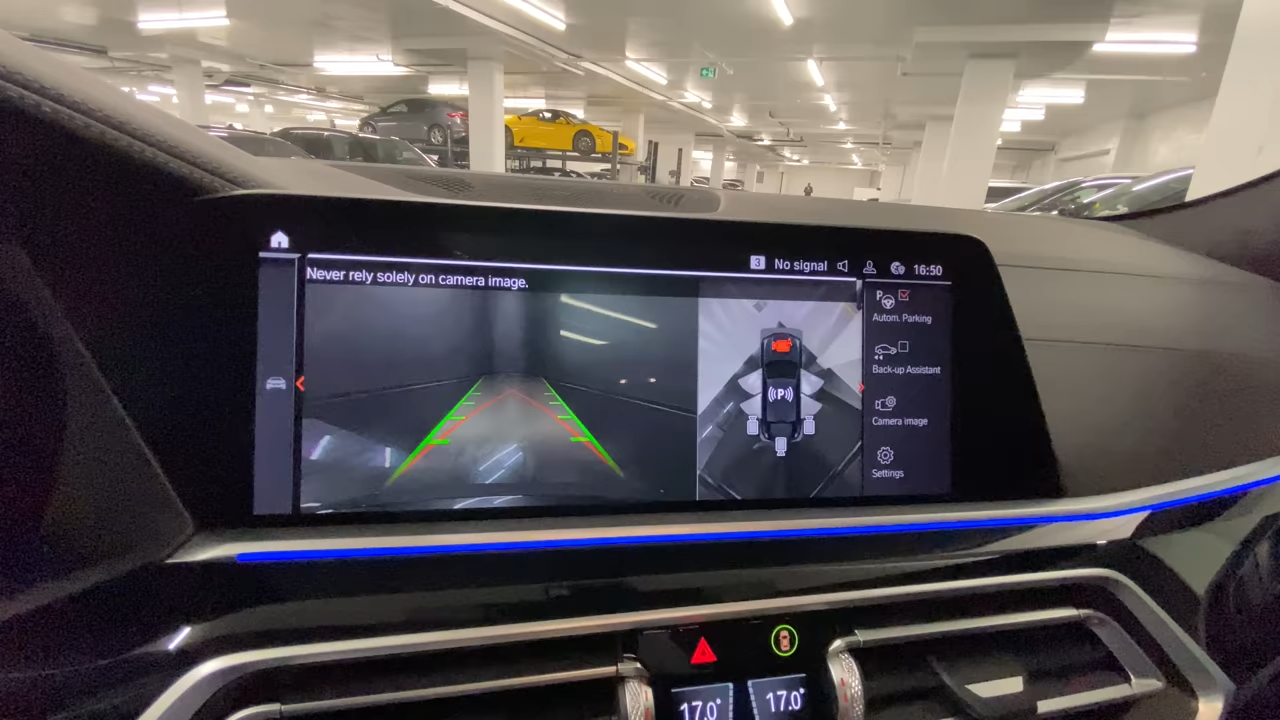 3 No signal 16:50
Never rely solely on camera image.
P
Autom. Parking
Back-up Assistant
Camera image
Settings
A
((P))
17.0°
17.0°